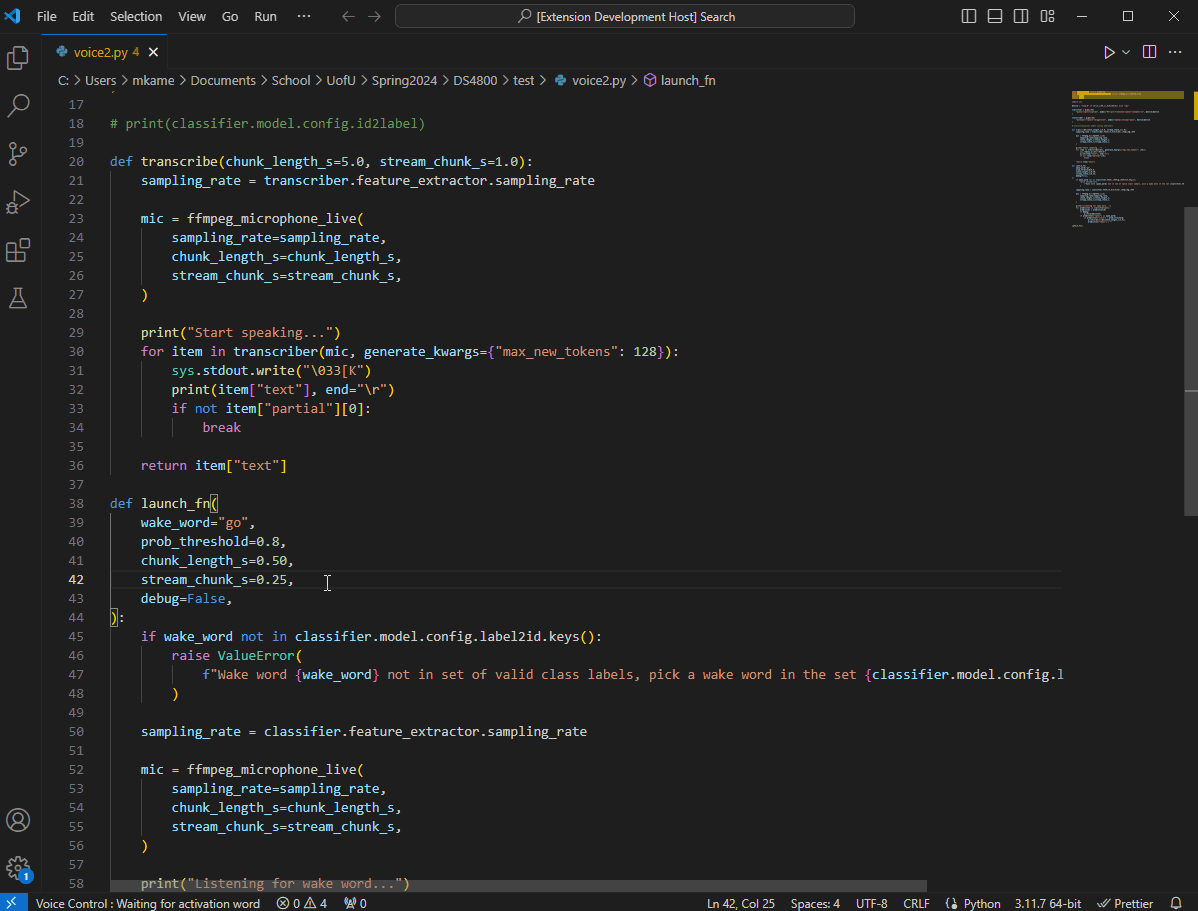 File Edit Selection View Go Run ··· [Extension Development Host] Search
voice2.py 4
C: > Users > mkame > Documents > School > UofU > Spring2024 > DS4800 > test > voice2.py > launch_fn
17
18 # print(classifier.model.config.id2label)
19
20 def transcribe(chunk_length_s=5.0, stream_chunk_s=1.0):
21 sampling_rate = transcriber.feature_extractor.sampling_rate
22
23 mic = ffmpeg_microphone_live(
24 sampling_rate=sampling_rate,
25 chunk_length_s=chunk_length_s,
26 stream_chunk_s=stream_chunk_s,
27 )
28
29 print("Start speaking...")
30 for item in transcriber(mic, generate_kwargs={"max_new_tokens": 128}):
31 sys.stdout.write("\033[K")
32 print(item["text"], end="\r")
33 if not item["partial"][0]:
34 break
35
36 return item["text"]
37
38 def launch_fn(
39 wake_word="go",
40 prob_threshold=0.8,
41 chunk_length_s=0.50,
42 stream_chunk_s=0.25,
43 debug=False,
44 ):
45 if wake_word not in classifier.model.config.label2id.keys():
46 raise ValueError(
47 f"Wake word {wake_word} not in set of valid class labels, pick a wake word in the set {classifier.model.config.l
48 )
49
50 sampling_rate = classifier.feature_extractor.sampling_rate
51
52 mic = ffmpeg_microphone_live(
53 sampling_rate=sampling_rate,
54 chunk_length_s=chunk_length_s,
55 stream_chunk_s=stream_chunk_s,
56 )
57
58 print("Listening for wake word...")
1
Voice Control : Waiting for activation word 0 4 0 Ln 42, Col 25 Spaces: 4 UTF-8 CRLF Python 3.11.7 64-bit Prettier